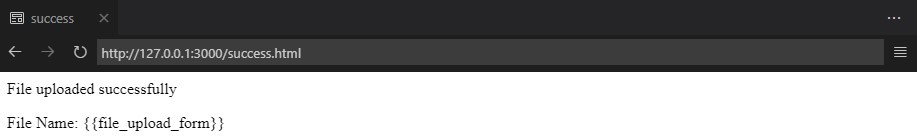 success
http://127.0.0.1:3000/success.html
File uploaded successfully
File Name: {{file_upload_form}}